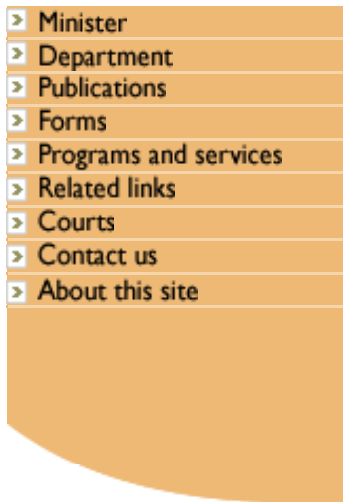 Minister
Department
Publications
Forms
Programs and services
Related links
Courts
Contact us
About this site